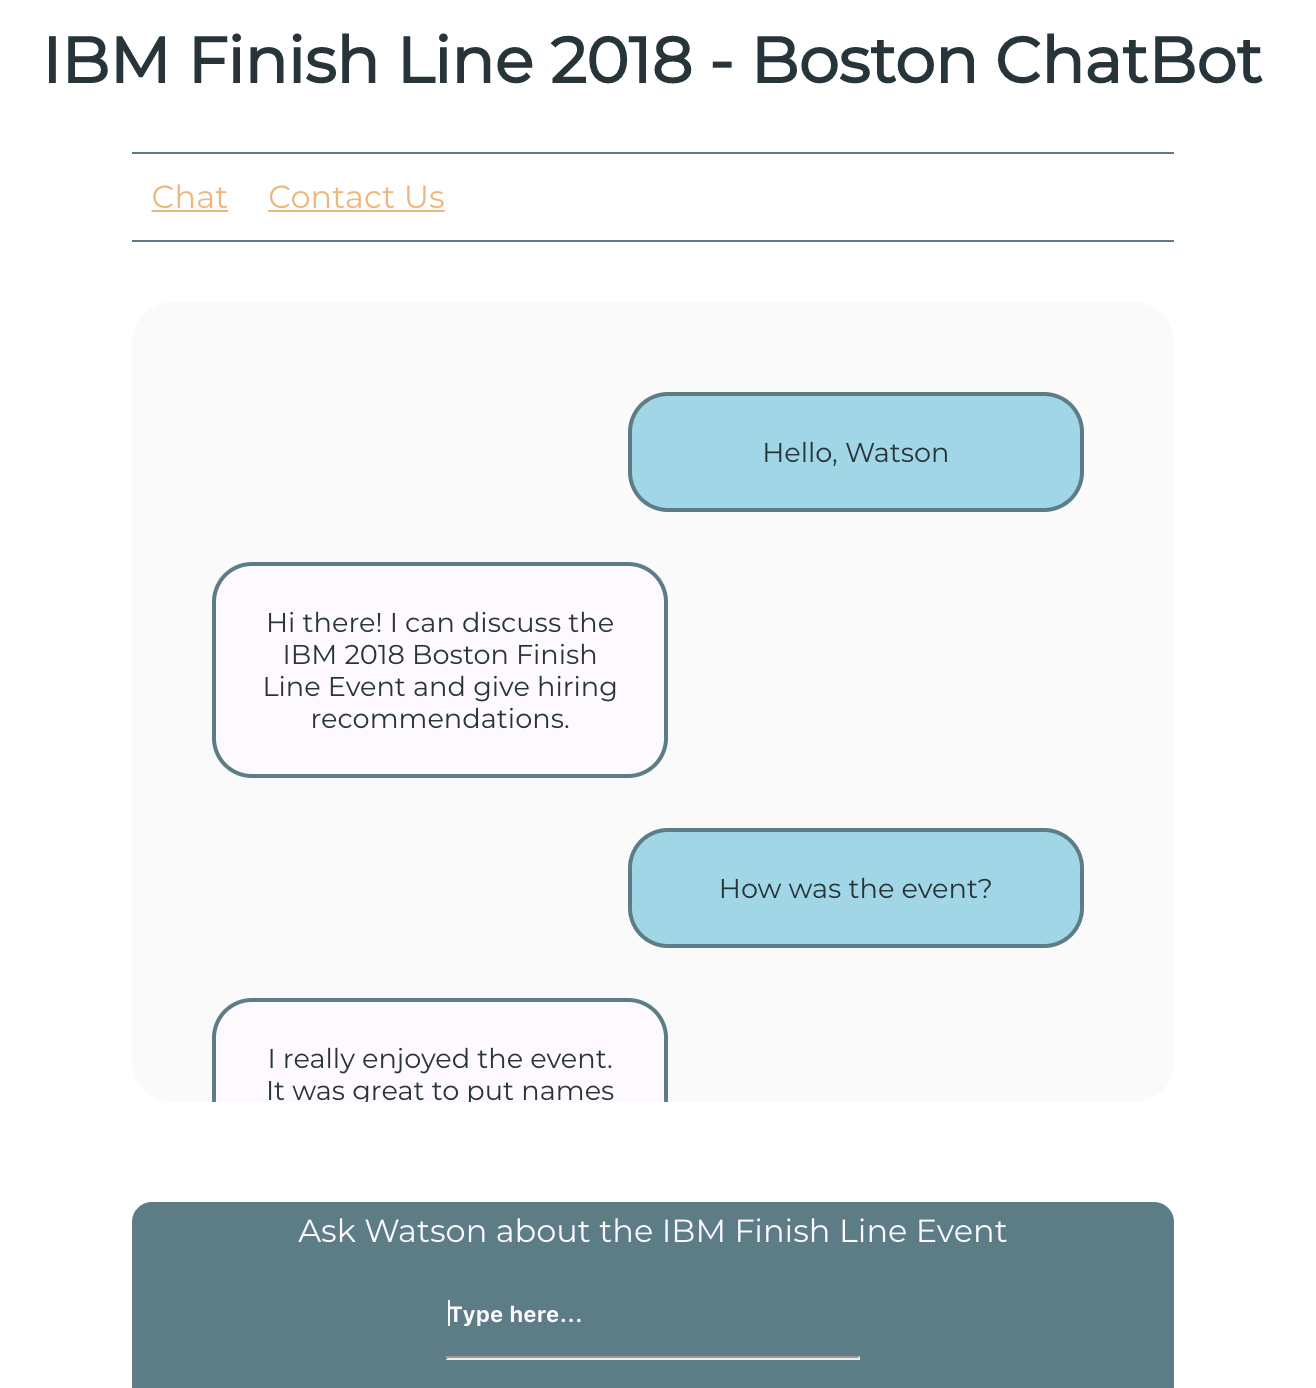 IBM Finish Line 2018 - Boston ChatBot
Chat Contact Us
Hello, Watson
Hi there! I can discuss the
IBM 2018 Boston Finish
Line Event and give hiring
recommendations.
How was the event?
I really enjoyed the event.
It was great to put names
Ask Watson about the IBM Finish Line Event
Type here...